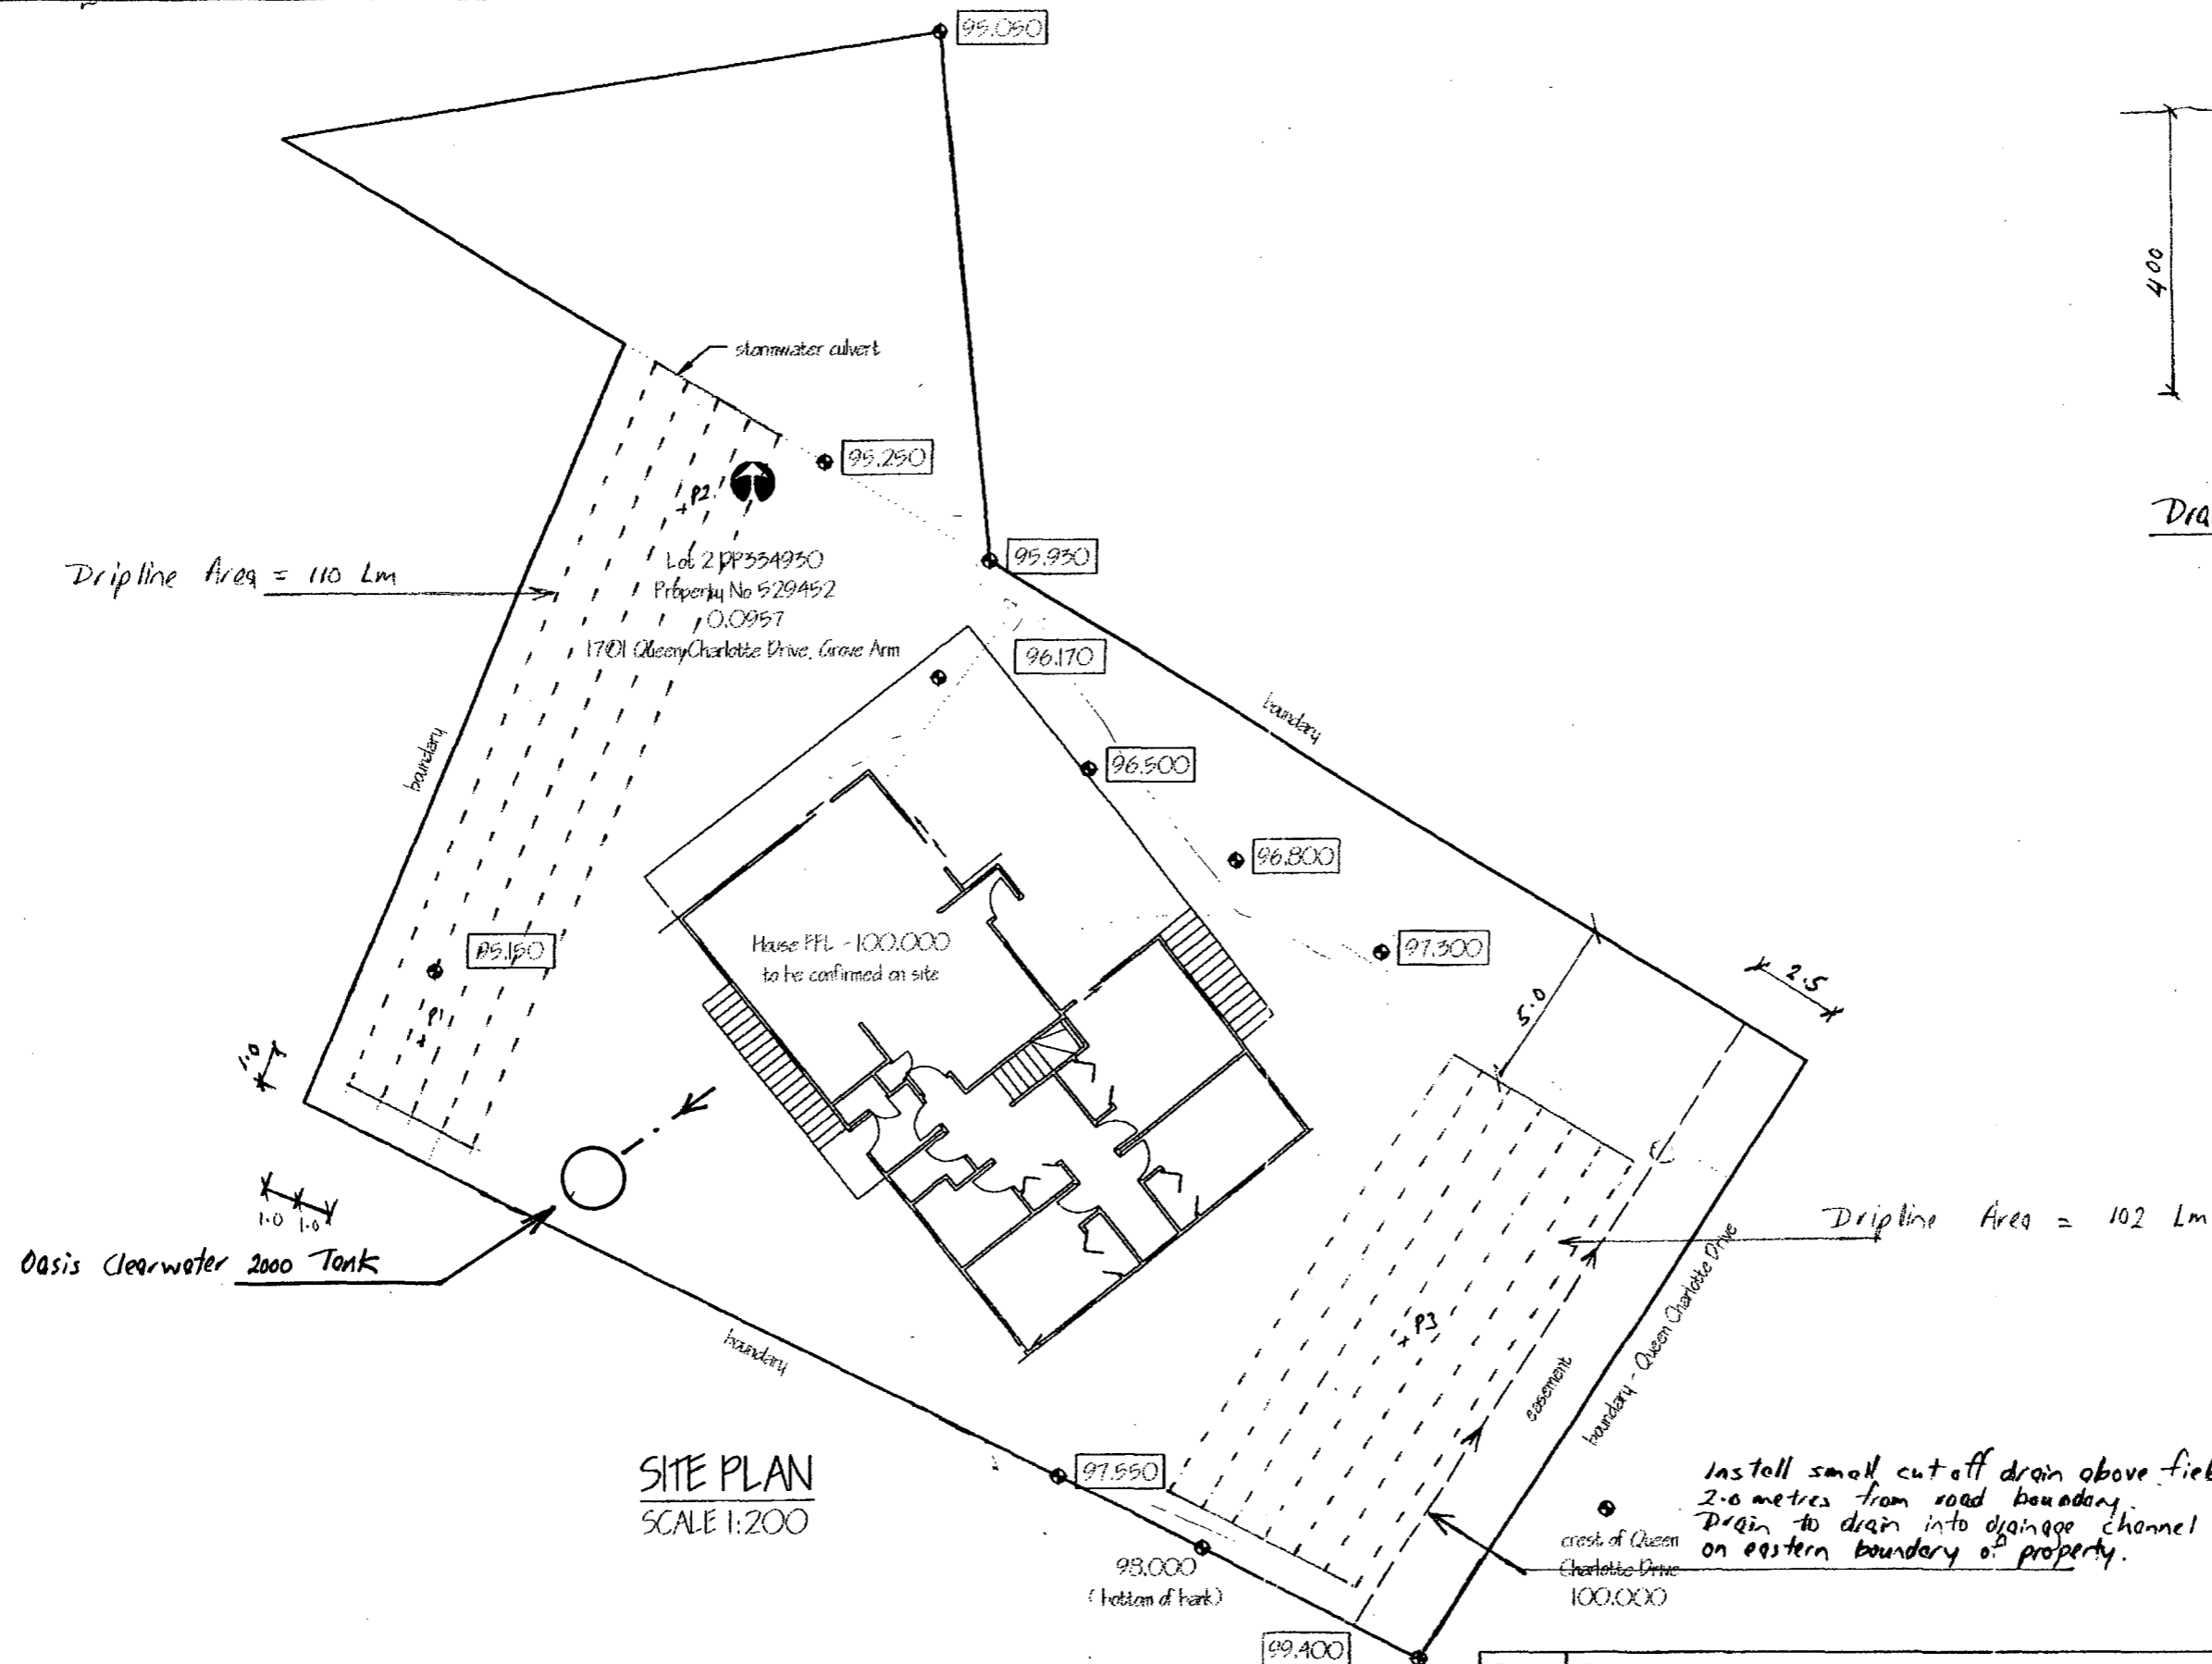 95.050
400
stormwater culvert
95.250
P2
Dra
Drip line Area = 110 Lm
Lot 2 DP334930
Property No 529452
0.0957
1701 Queen Charlotte Drive, Grove Arm
95.930
96.170
boundary
boundary
96.500
96.800
House FFL -100.000
to be confirmed on site
97.300
95.150
P1
2.5
5.0
1.0
1.0 1.0
Oasis Clearwater 2000 Tank
Dripline Area = 102 Lm
P3
boundary
easement
boundary - Queen Charlotte Drive
SITE PLAN
SCALE 1:200
97.550
98.000
(bottom of bank)
Install small cut off drain above fiel
2.0 metres from road boundary.
Drain to drain into drainage channel
on eastern boundary of property.
crest of Queen
Charlotte Drive
100.000
99.400